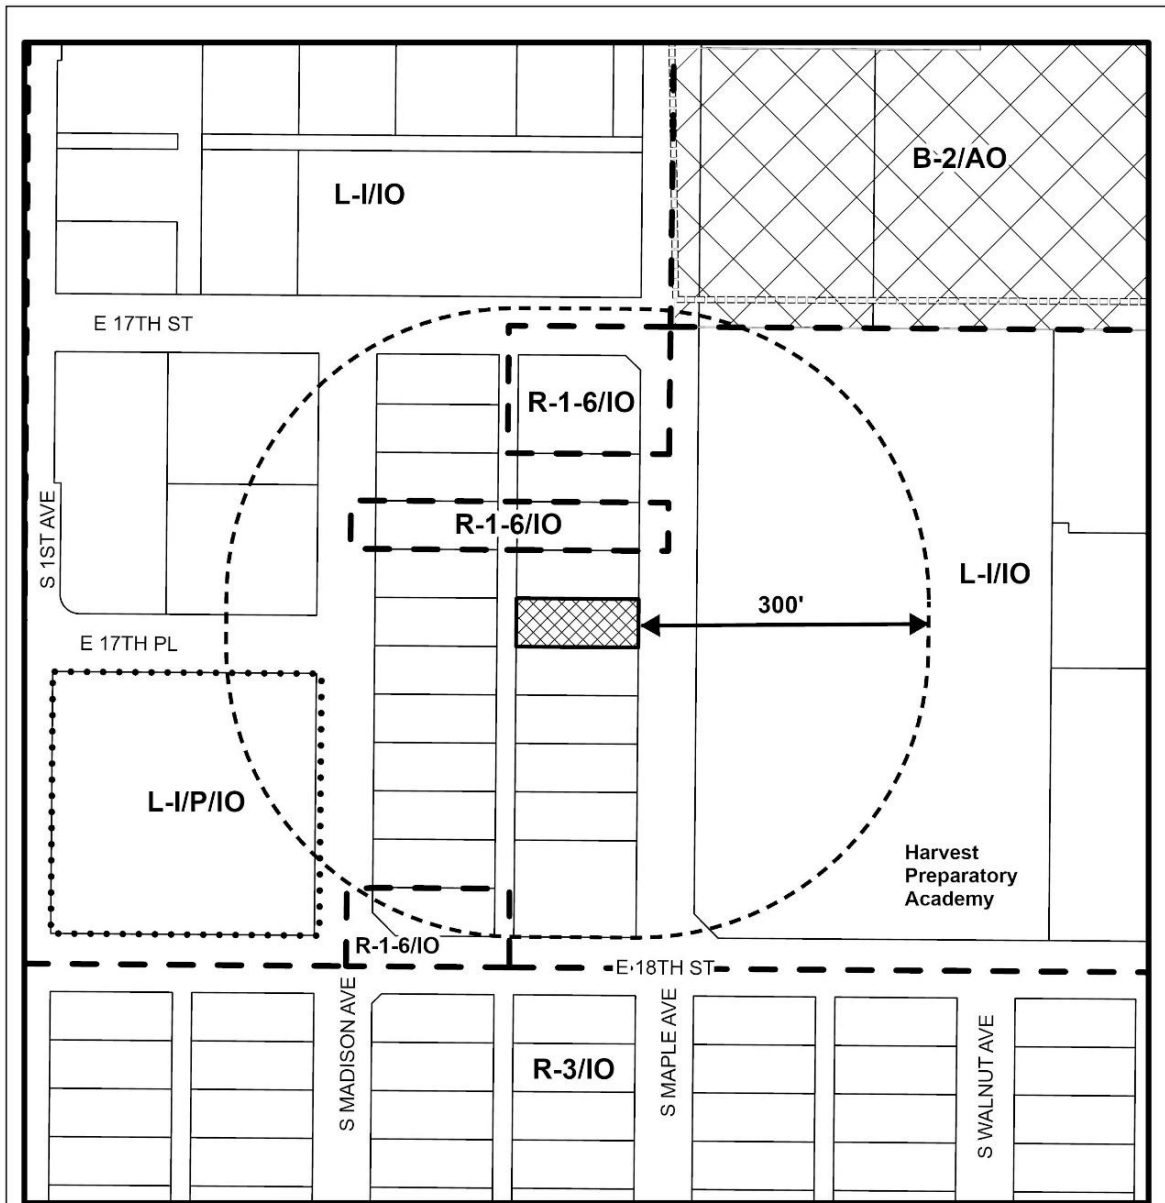 B-2/AO
L-I/IO
E 17TH ST
R-1-6/IO
R-1-6/IO
S 1ST AVE
L-I/IO
300'
E 17TH PL
L-I/P/IO
Harvest
Preparatory
Academy
R-1-6/IO
E 18TH ST
S MADISON AVE
S MAPLE AVE
S WALNUT AVE
R-3/IO